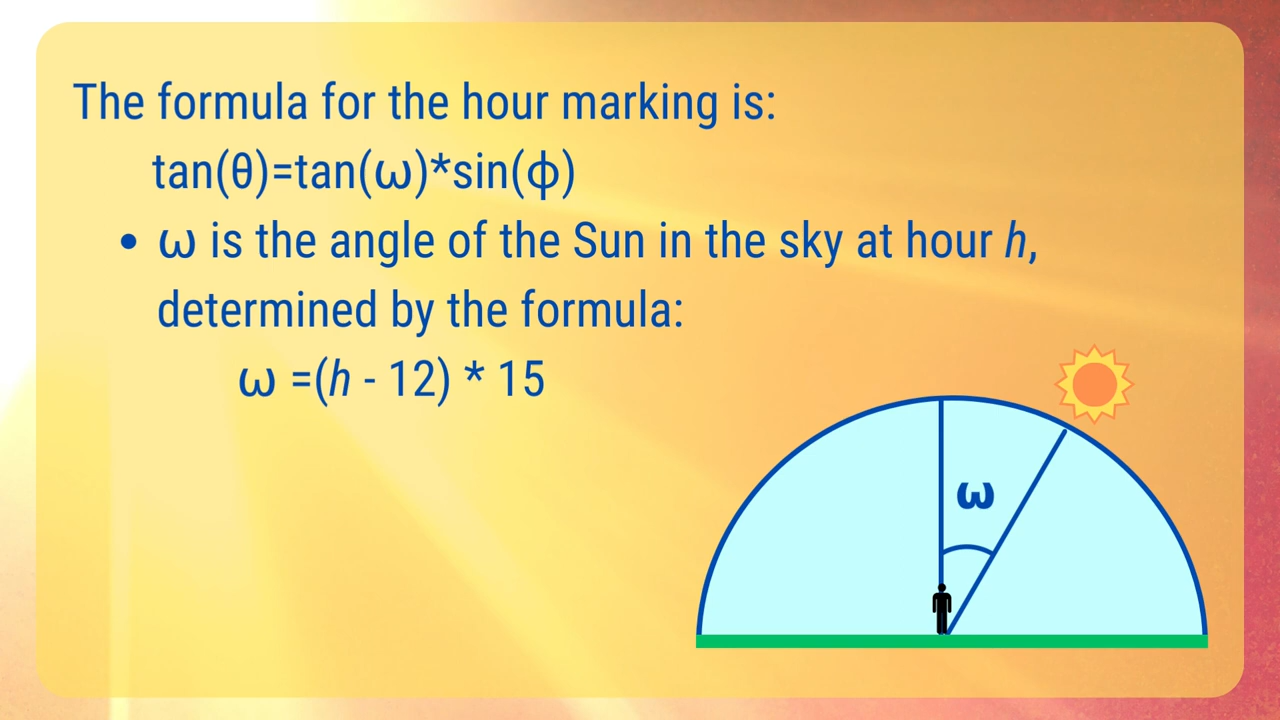 The formula for the hour marking is:
tan(θ)=tan(ω)*sin(ϕ)
• ω is the angle of the Sun in the sky at hour h,
determined by the formula:
ω =(h - 12) * 15
ω